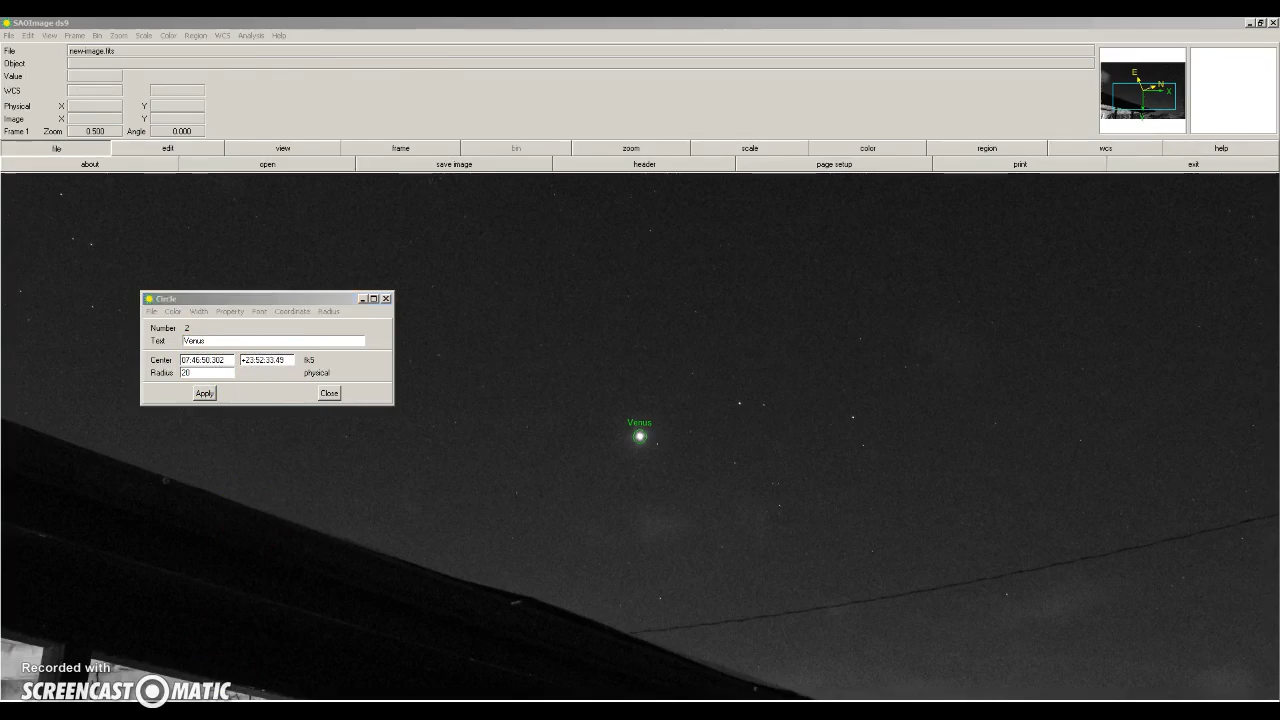 SAOImage ds9
File Edit View Frame Bin Zoom Scale Color Region WCS Analysis Help
File new-image.fits
Object
Value
WCS
Physical X Y
Image X Y
Frame 1 Zoom 0.500 Angle 0.000
E
N
X
Y
file edit view frame bin zoom scale color region wcs help
about open save image header page setup print exit
Circle
File Color Width Property Font Coordinate Radius
Number 2
Text Venus
Center 07:46:50.302 +23:52:33.49 fk5
Radius 20 physical
Apply Close
Venus
Recorded with
SCREENCAST O MATIC